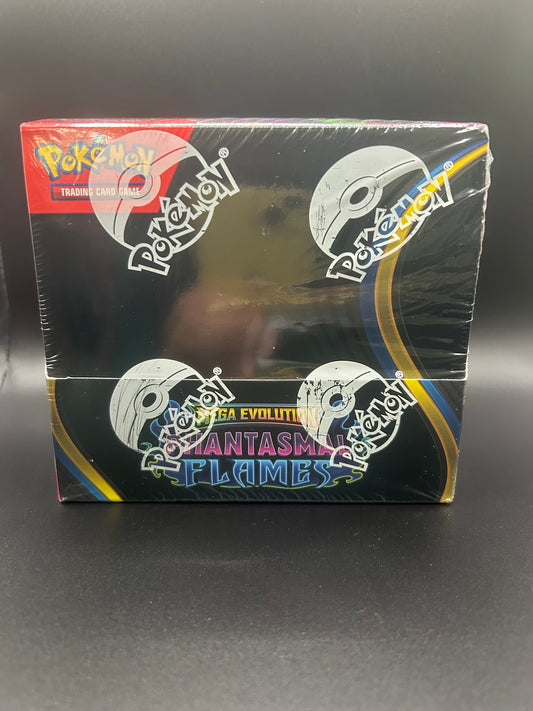 POKÉMON
TRADING CARD GAME
POKÉMON®
POKÉMON®
MEGA EVOLUTION
PHANTASMAL
FLAMES
POKÉMON
POKÉMON